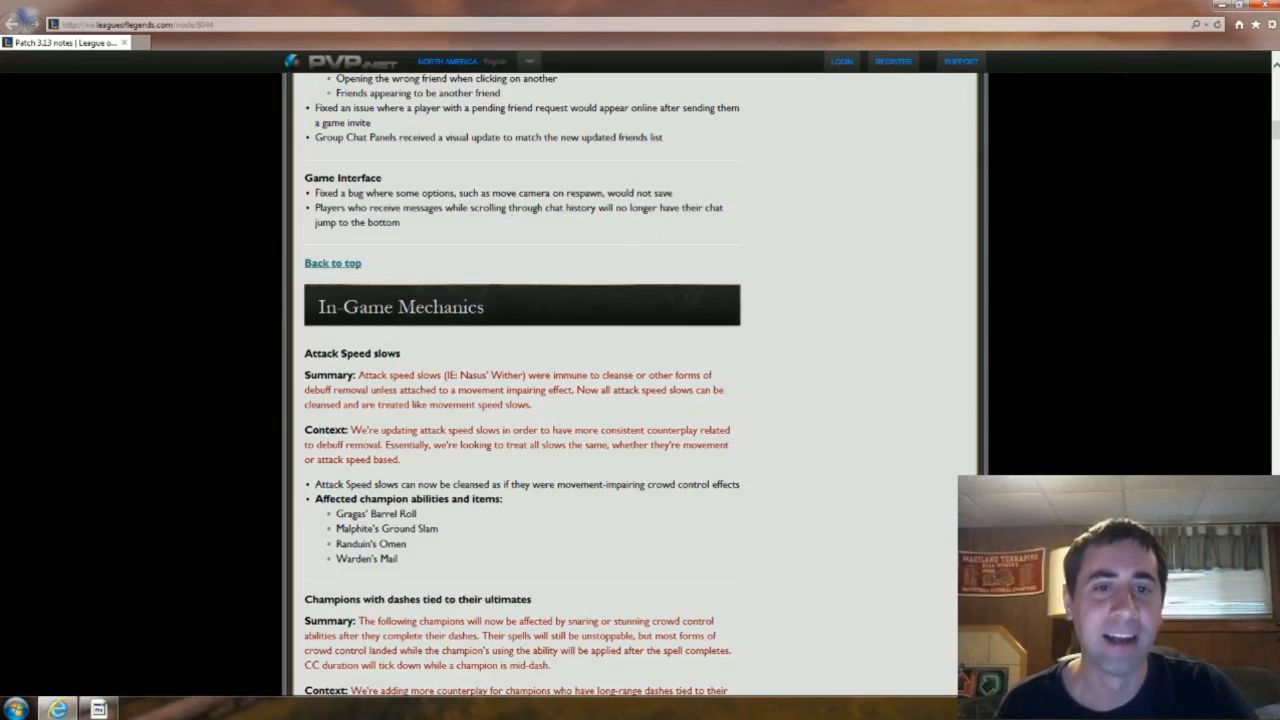 http://na.leagueoflegends.com/node/8046
Patch 3.13 notes | League o...
PVP.NET
NORTH AMERICA - English
LOGIN
REGISTER
SUPPORT
Opening the wrong friend when clicking on another
Friends appearing to be another friend
Fixed an issue where a player with a pending friend request would appear online after sending them
a game invite
Group Chat Panels received a visual update to match the new updated friends list
Game Interface
Fixed a bug where some options, such as move camera on respawn, would not save
Players who receive messages while scrolling through chat history will no longer have their chat
jump to the bottom
Back to top
In-Game Mechanics
Attack Speed slows
Summary: Attack speed slows (IE: Nasus' Wither) were immune to cleanse or other forms of
debuff removal unless attached to a movement impairing effect. Now all attack speed slows can be
cleansed and are treated like movement speed slows.
Context: We're updating attack speed slows in order to have more consistent counterplay related
to debuff removal. Essentially, we're looking to treat all slows the same, whether they're movement
or attack speed based.
Attack Speed slows can now be cleansed as if they were movement-impairing crowd control effects
Affected champion abilities and items:
Gragas' Barrel Roll
Malphite's Ground Slam
Randuin's Omen
Warden's Mail
Champions with dashes tied to their ultimates
Summary: The following champions will now be affected by snaring or stunning crowd control
abilities after they complete their dashes. Their spells will still be unstoppable, but most forms of
crowd control landed while the champion's using the ability will be applied after the spell completes.
CC duration will tick down while a champion is mid-dash.
Context: We're adding more counterplay for champions who have long-range dashes tied to their
MARYLAND TERRAPINS